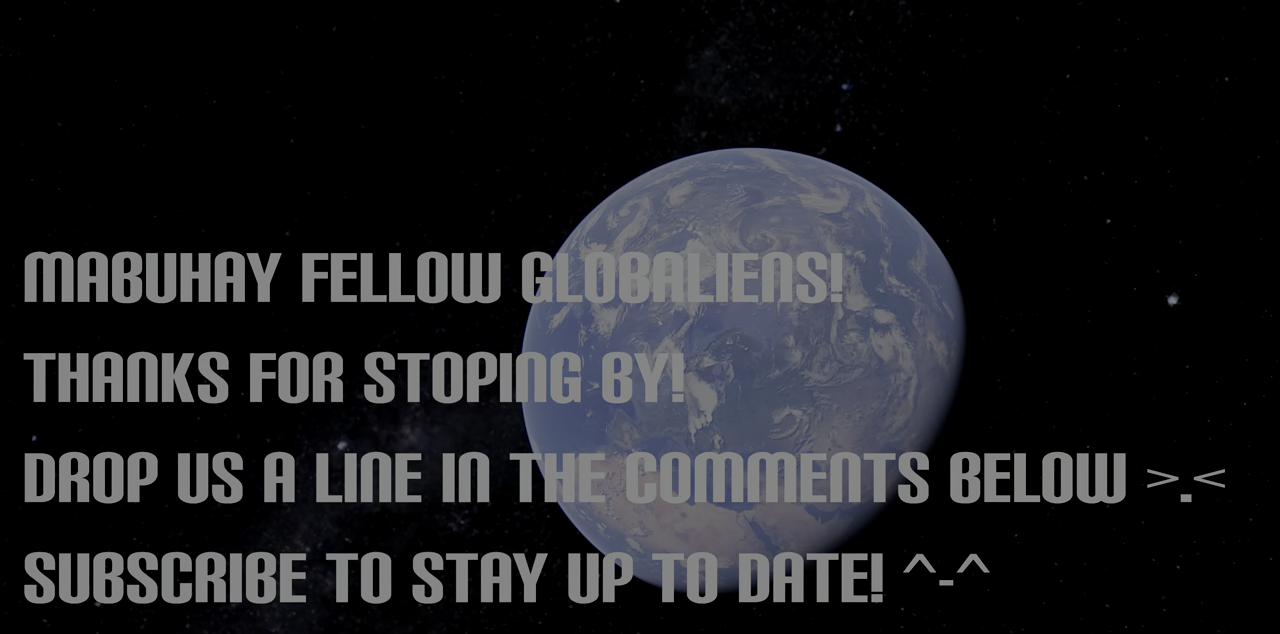 MABUHAY FELLOW GLOBALIENS!
THANKS FOR STOPING BY!
DROP US A LINE IN THE COMMENTS BELOW >.<
SUBSCRIBE TO STAY UP TO DATE! ^-^